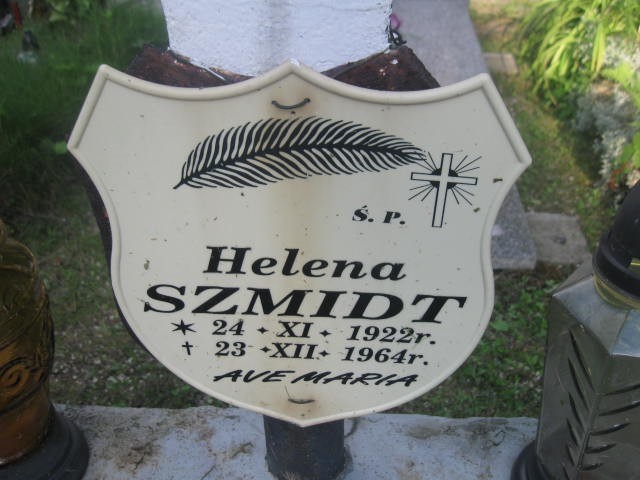 Ś. P.
Helena
SZMIDT
✶ 24 ✦ XI ✦ 1922r.
† 23 ✦ XII ✦ 1964r.
AVE MARIA